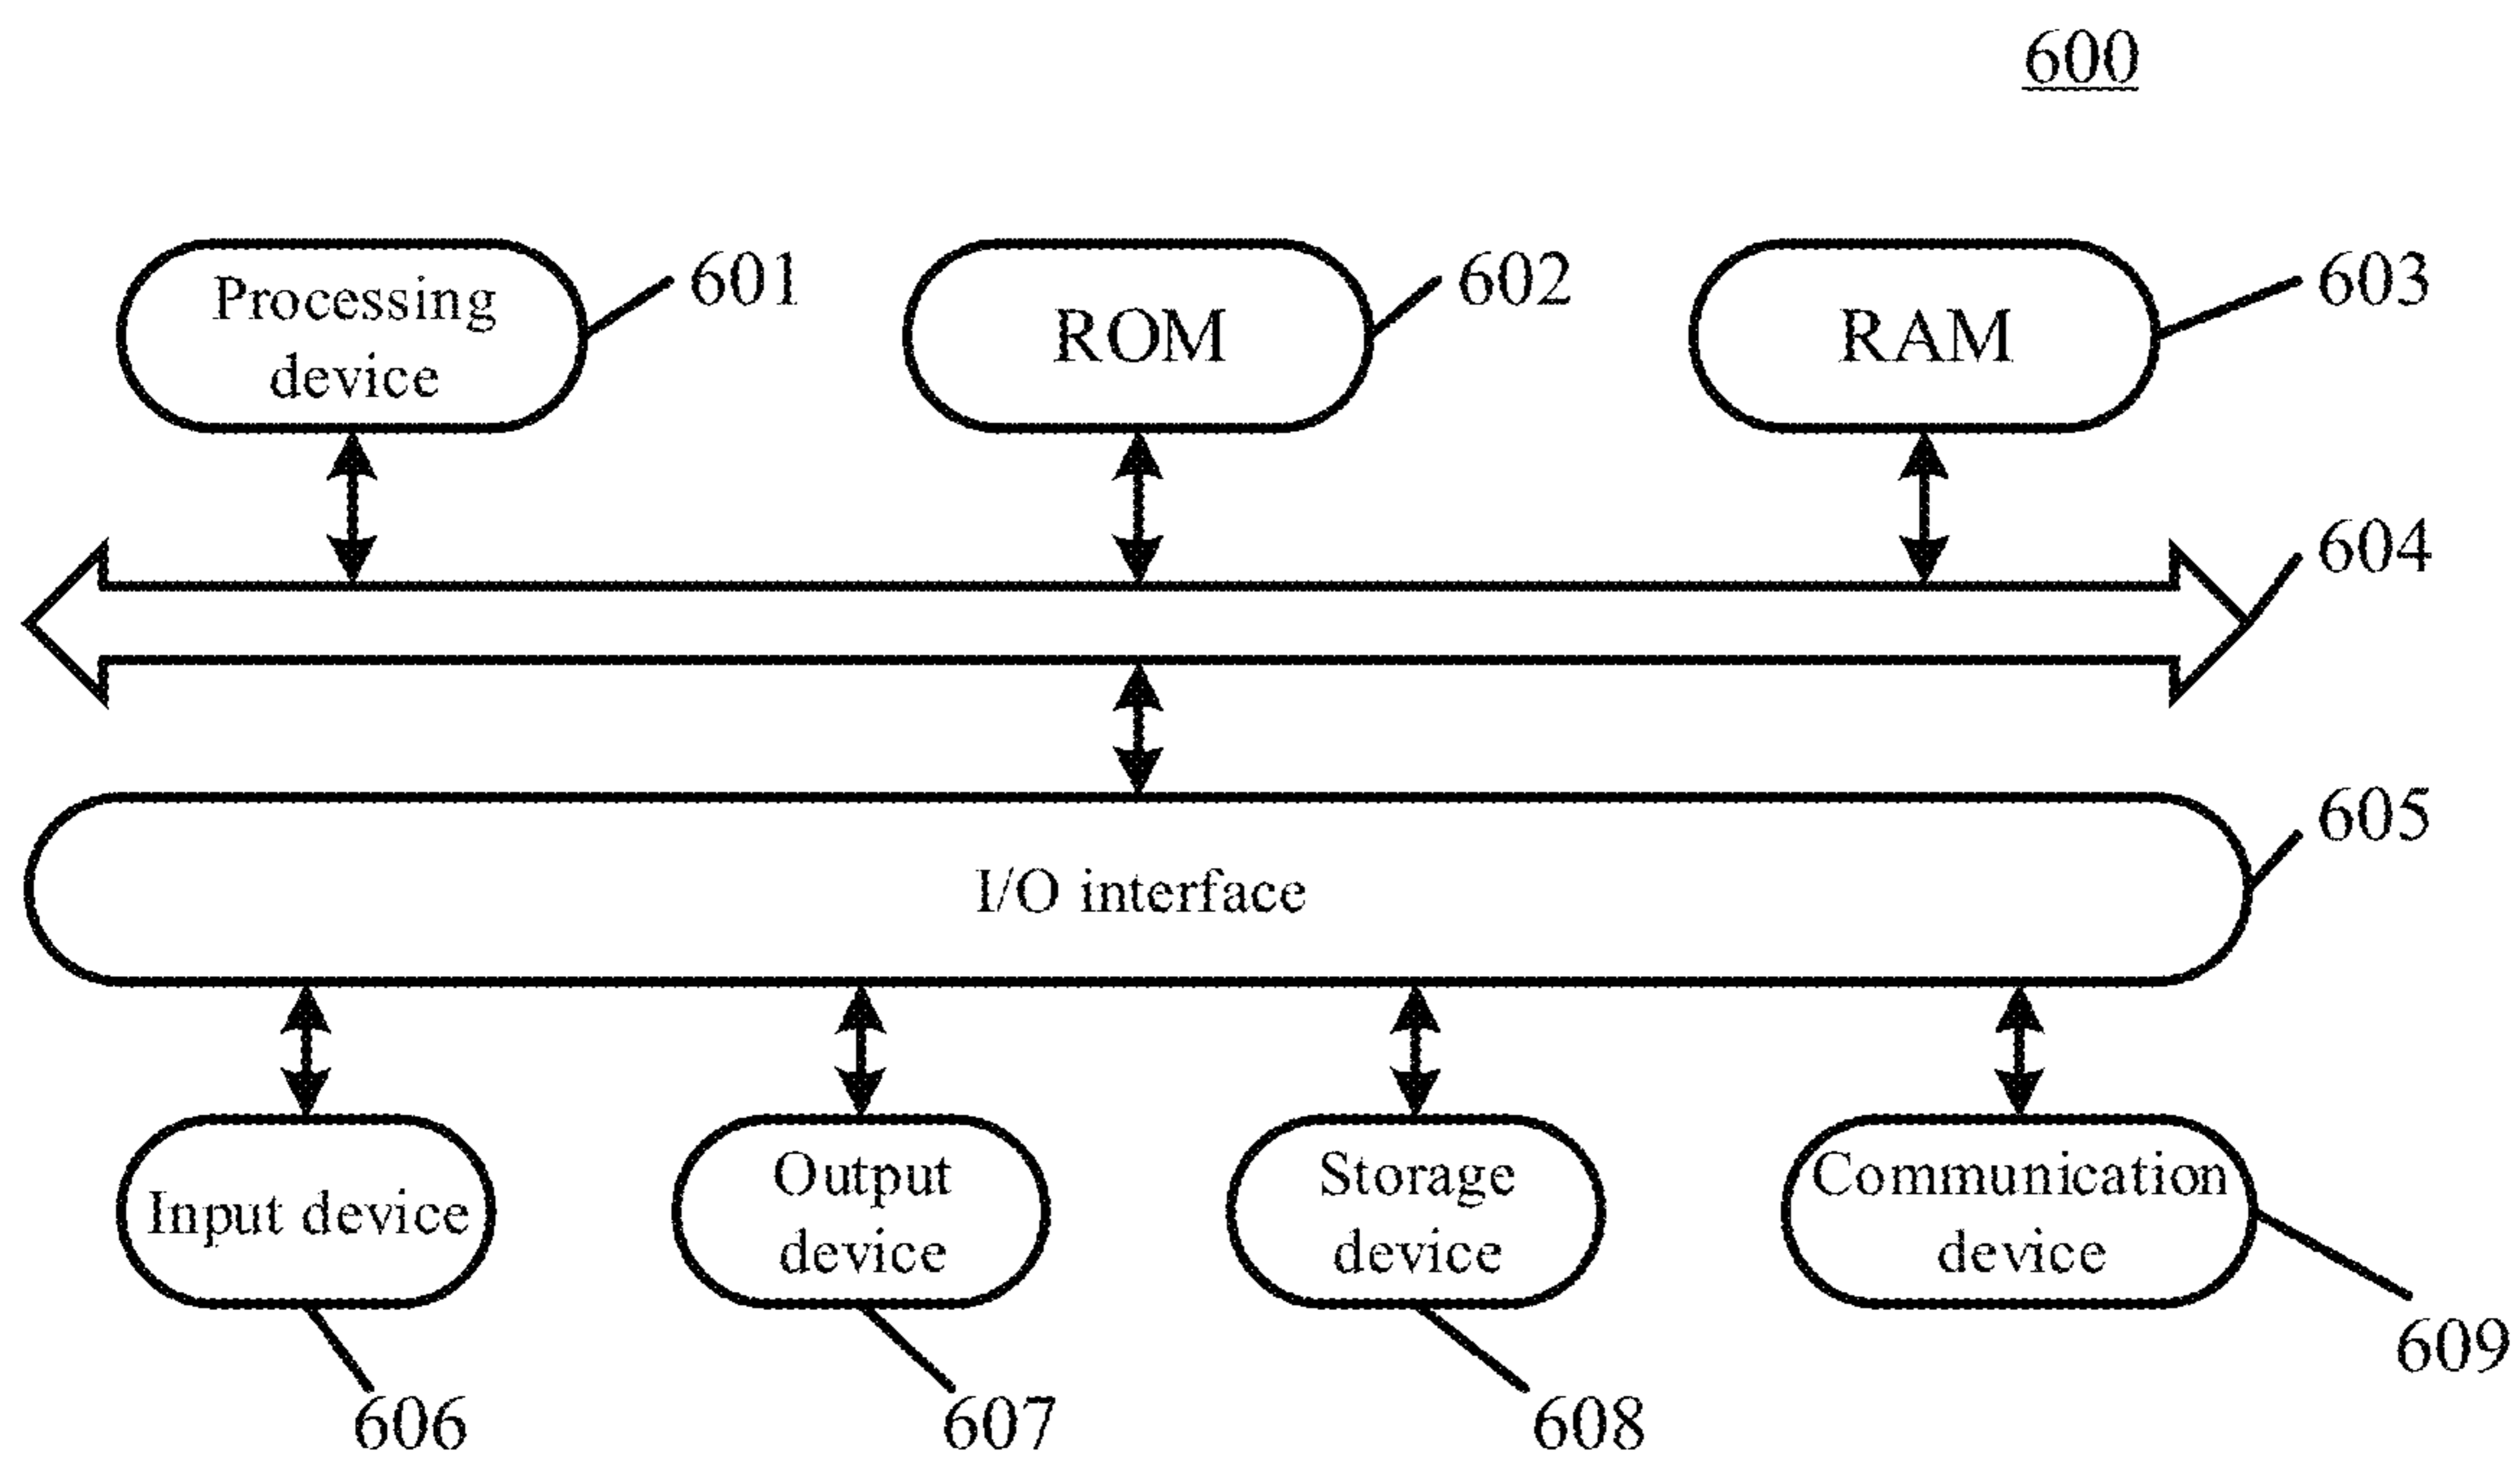 600
Processing
device
601
ROM
602
RAM
603
604
I/O interface
605
Input device
Output
device
Storage
device
Communication
device
606
607
608
609